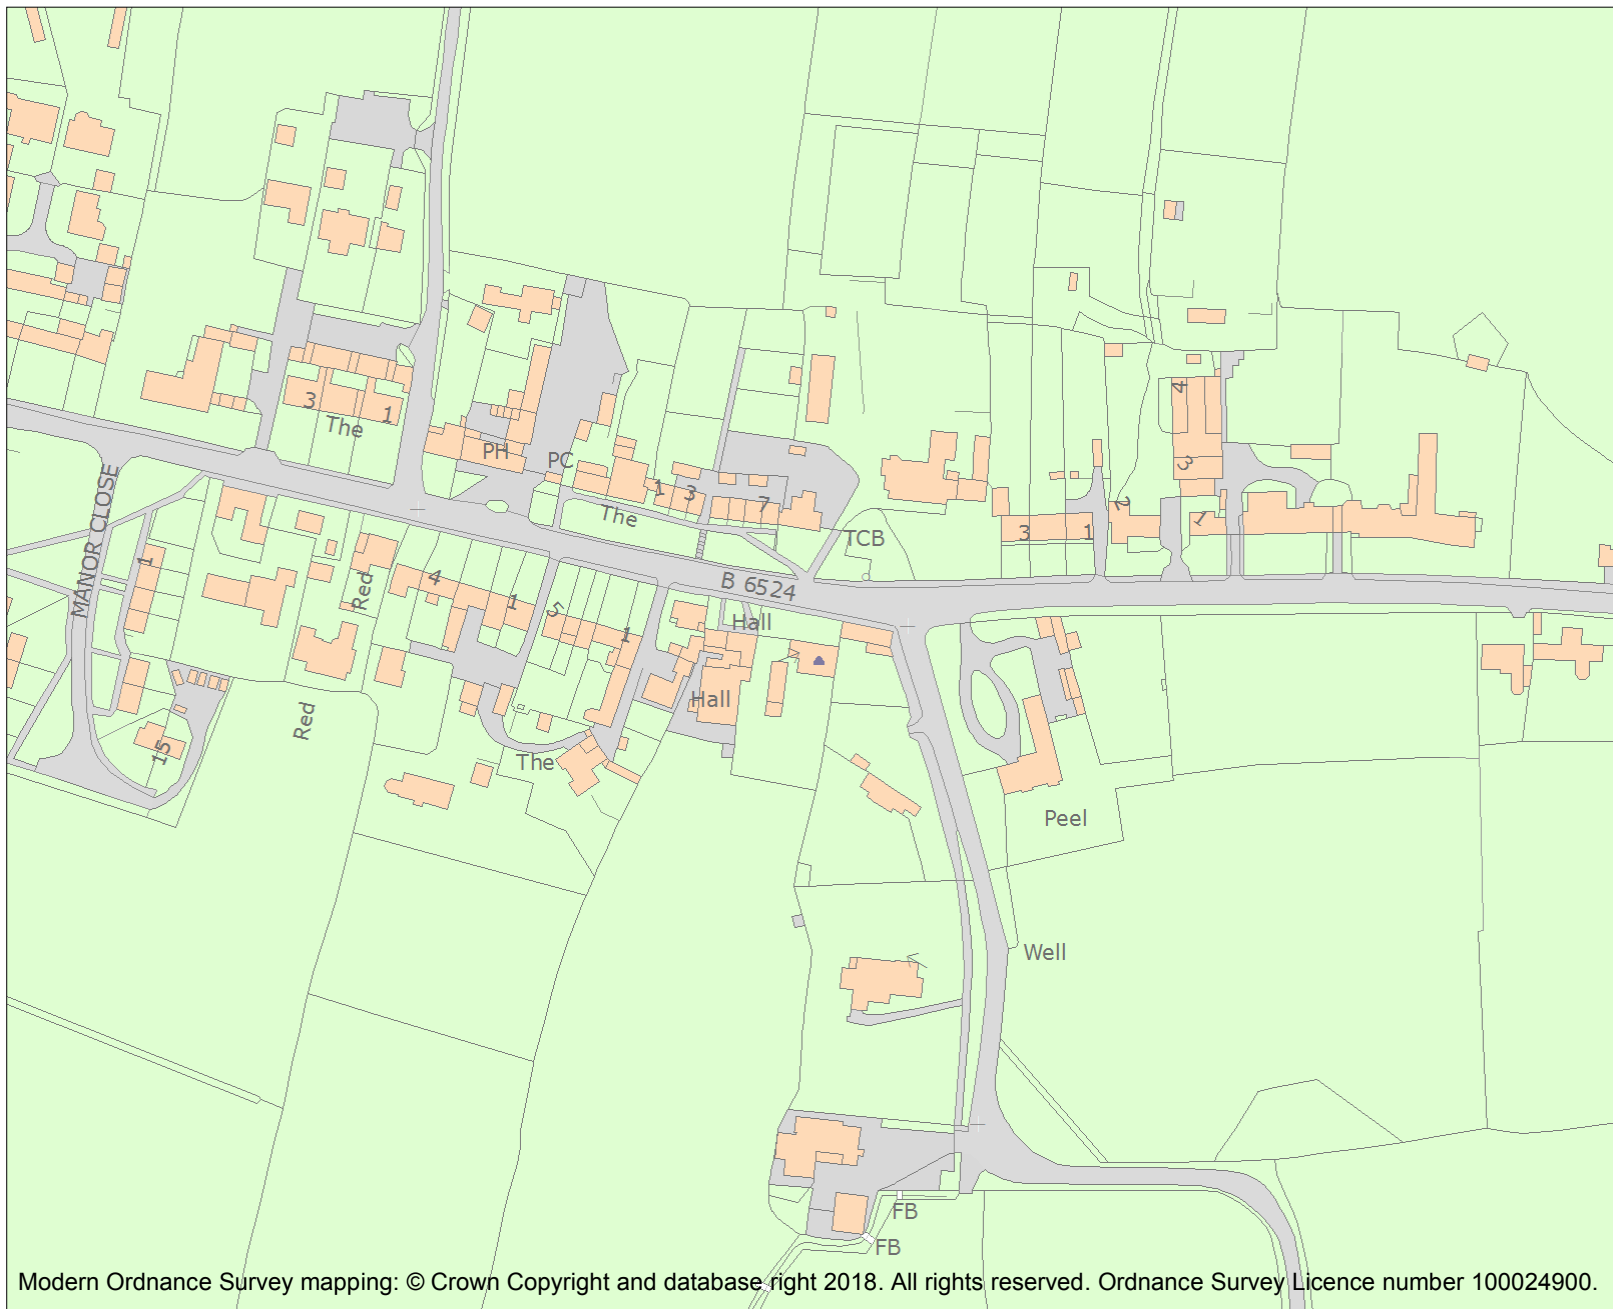 4
3
The
1
PH
PC
1
3
7
The
3
2
1
3
1
TCB
MANOR CLOSE
1
Red
4
1
5
1
B 6524
Hall
Hall
Red
15
The
Peel
Well
FB
FB
Modern Ordnance Survey mapping: © Crown Copyright and database right 2018. All rights reserved. Ordnance Survey Licence number 100024900.